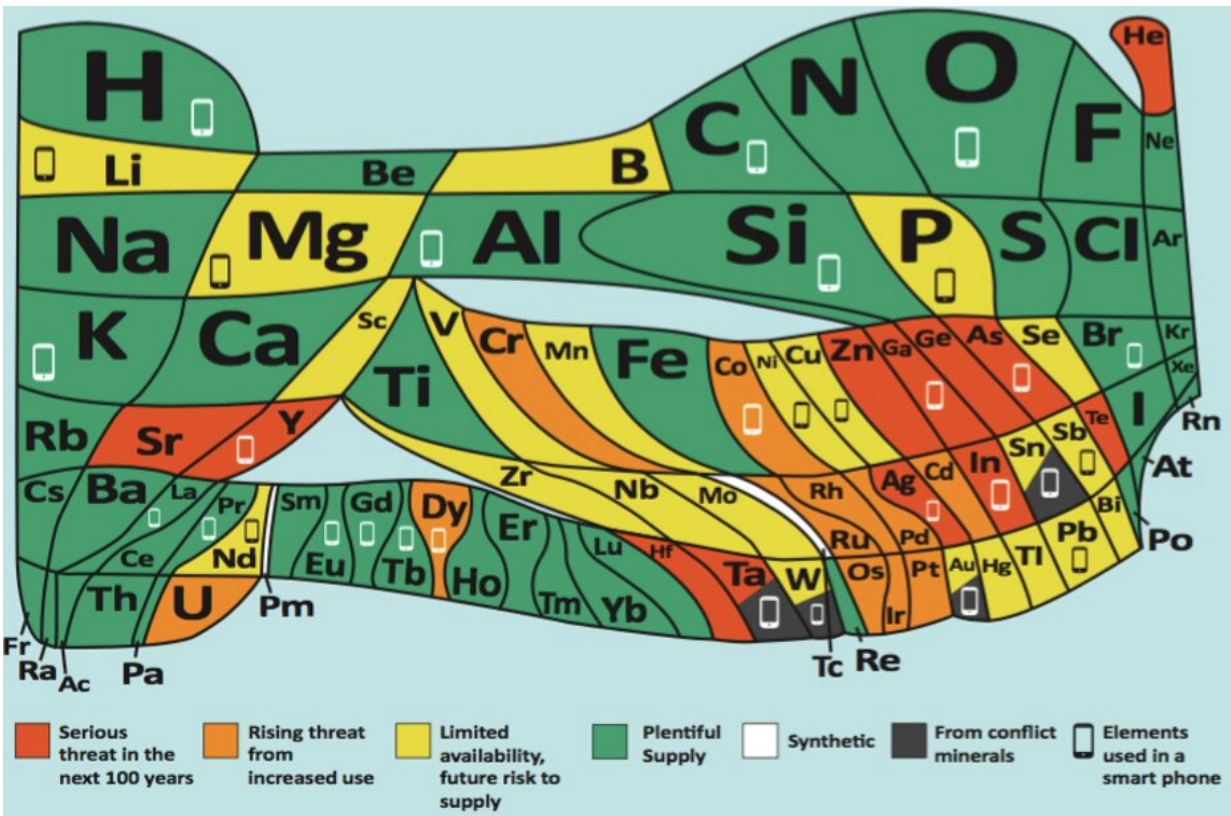 H
C
N
O
F
He
Ne
Li
Be
B
Na
Mg
Al
Si
P
S
Cl
Ar
K
Ca
Sc
Ti
V
Cr
Mn
Fe
Co
Ni
Cu
Zn
Ga
Ge
As
Se
Br
Kr
Xe
Rb
Sr
Y
Zr
Nb
Mo
Rh
Ag
Cd
In
Sn
Sb
Te
I
Rn
Cs
Ba
La
Ce
Pr
Nd
Sm
Eu
Gd
Tb
Dy
Ho
Er
Tm
Yb
Lu
Hf
Ta
W
Ru
Os
Ir
Pd
Pt
Au
Hg
Tl
Pb
Bi
At
Po
Th
U
Pm
Fr
Ra
Ac
Pa
Tc
Re
Serious
threat in the
next 100 years
Rising threat
from
increased use
Limited
availability,
future risk to
supply
Plentiful
Supply
Synthetic
From conflict
minerals
Elements
used in a
smart phone